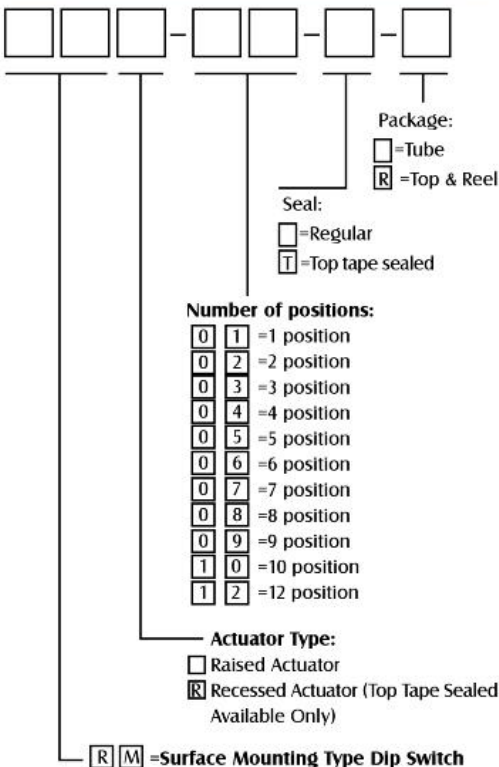 Package:
=Tube
R =Top & Reel
Seal:
=Regular
T =Top tape sealed
Number of positions:
0 1 =1 position
0 2 =2 position
0 3 =3 position
0 4 =4 position
0 5 =5 position
0 6 =6 position
0 7 =7 position
0 8 =8 position
0 9 =9 position
1 0 =10 position
1 2 =12 position
Actuator Type:
Raised Actuator
R Recessed Actuator (Top Tape Sealed
Available Only)
R M =Surface Mounting Type Dip Switch